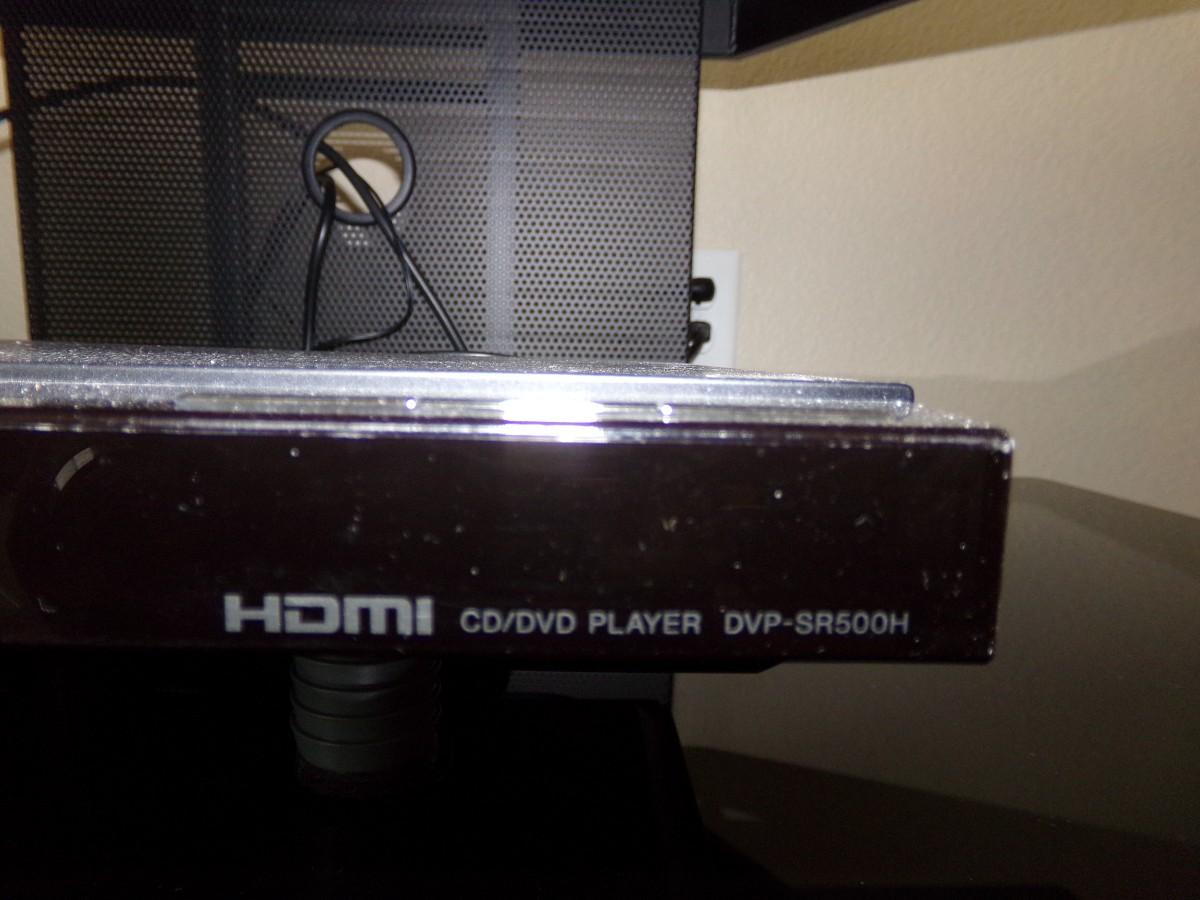 HDMI CD/DVD PLAYER DVP-SR500H